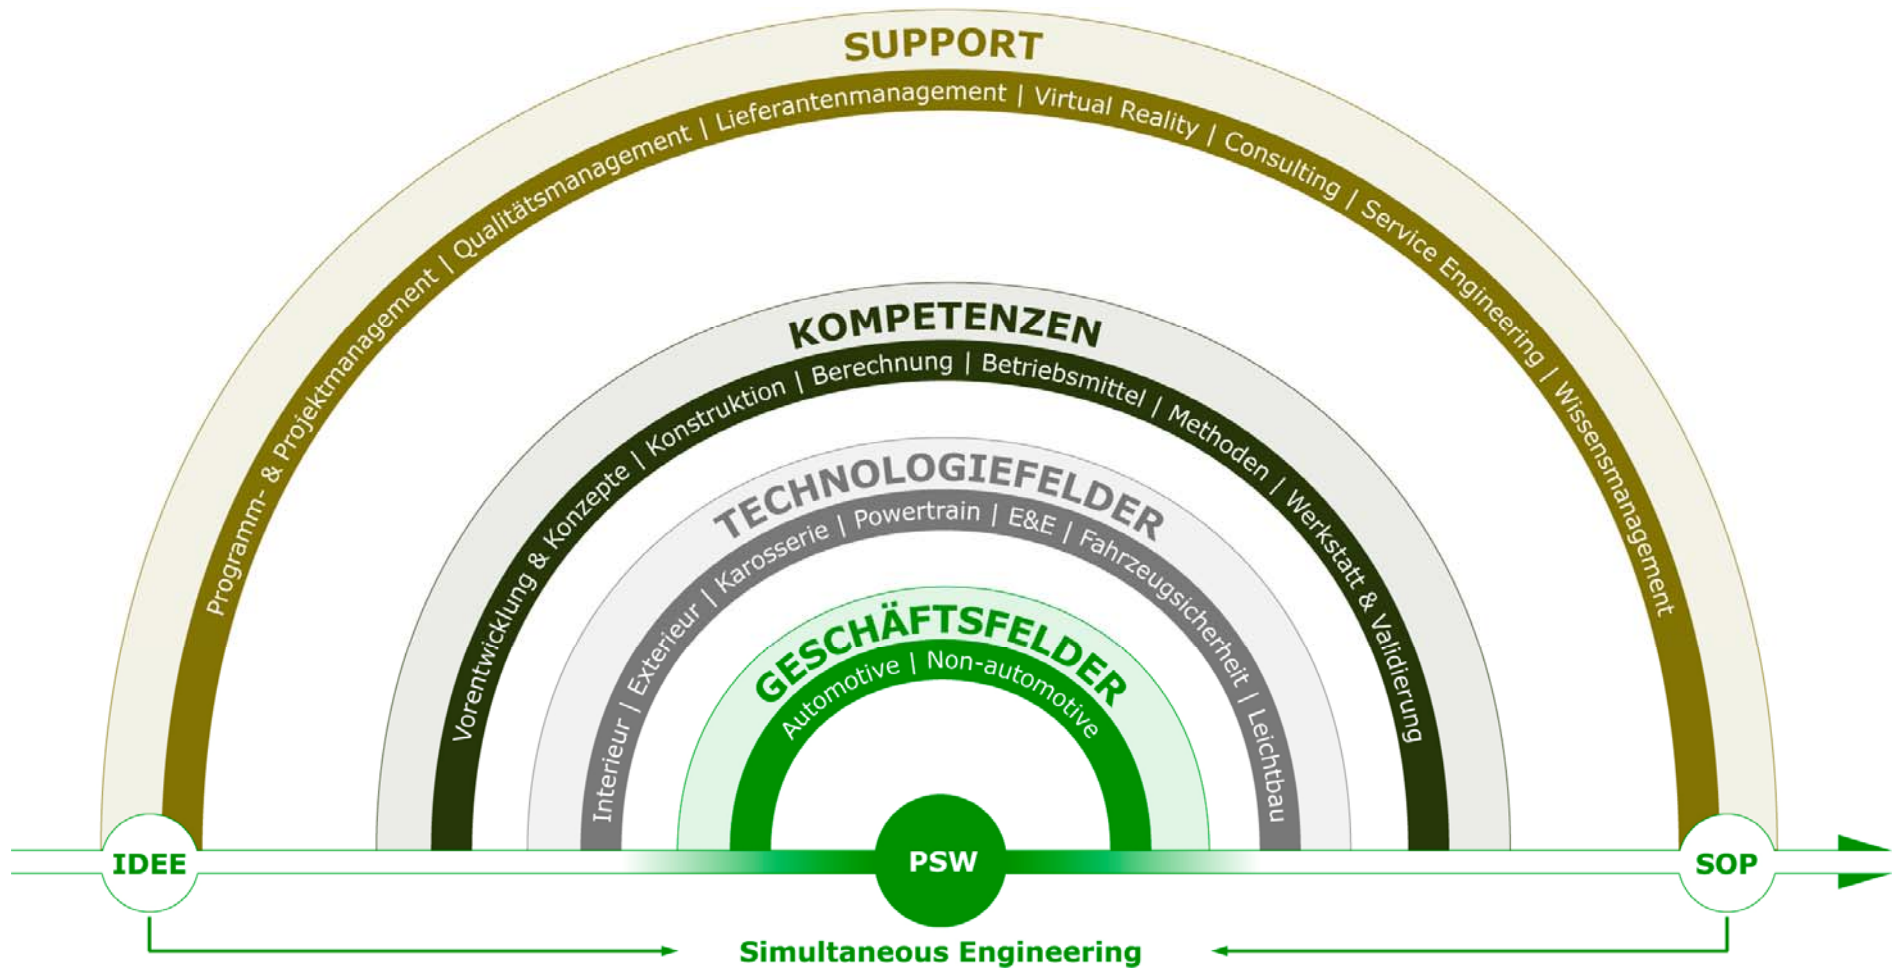 SUPPORT
Programm- & Projektmanagement | Qualitätsmanagement | Lieferantenmanagement | Virtual Reality | Consulting | Service Engineering | Wissensmanagement
KOMPETENZEN
Vorentwicklung & Konzepte | Konstruktion | Berechnung | Betriebsmittel | Methoden | Werkstatt & Validierung
TECHNOLOGIEFELDER
Interieur | Exterieur | Karosserie | Powertrain | E&E | Fahrzeugsicherheit | Leichtbau
GESCHÄFTSFELDER
Automotive | Non-automotive
IDEE
PSW
SOP
Simultaneous Engineering